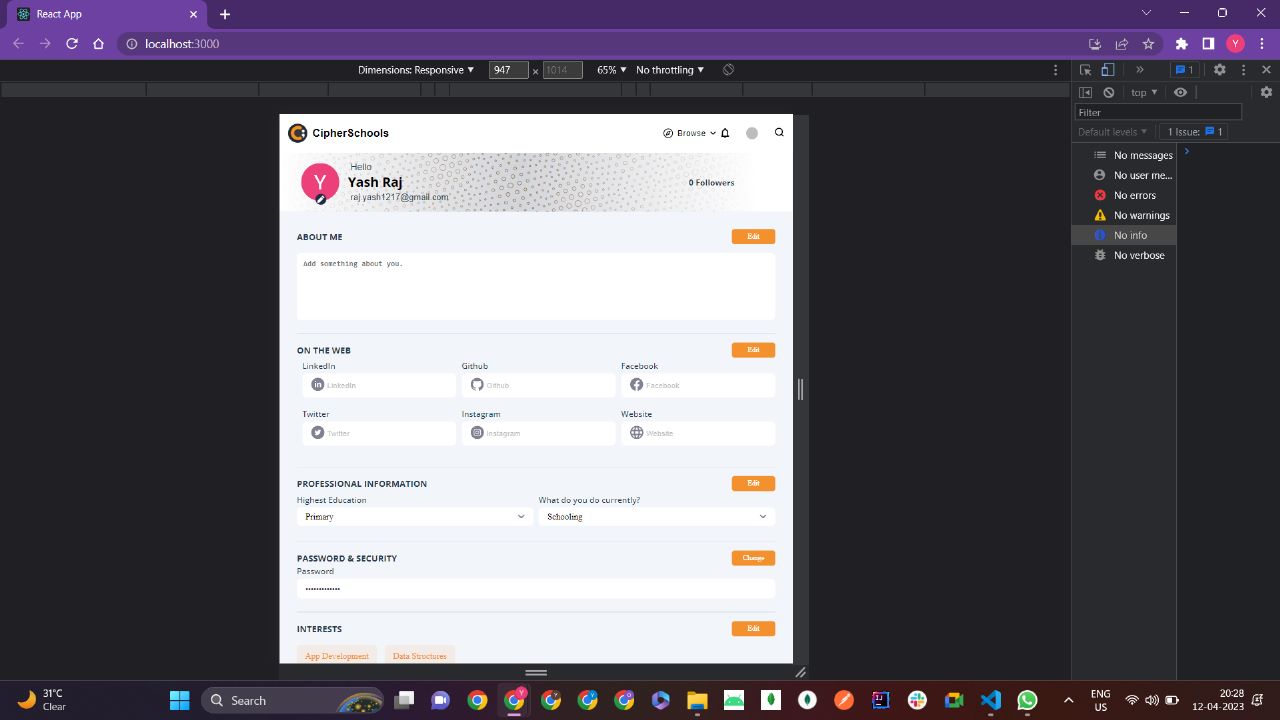 React App
localhost:3000
Dimensions: Responsive 947 × 1014 65% No throttling
1
top
Filter
Default levels 1 Issue: 1
No messages
No user me...
No errors
No warnings
No info
No verbose
CipherSchools
Browse
Hello
Y
Yash Raj
raj.yash1217@gmail.com
0 Followers
ABOUT ME
Edit
Add something about you.
ON THE WEB
Edit
LinkedIn Github Facebook
LinkedIn Github Facebook
Twitter Instagram Website
Twitter Instagram Website
PROFESSIONAL INFORMATION
Edit
Highest Education What do you do currently?
Primary Schooling
PASSWORD & SECURITY
Change
Password
•••••••••••••
INTERESTS
Edit
App Development Data Structures
31°C
Clear
Search
ENG
US
20:28
12-04-2023